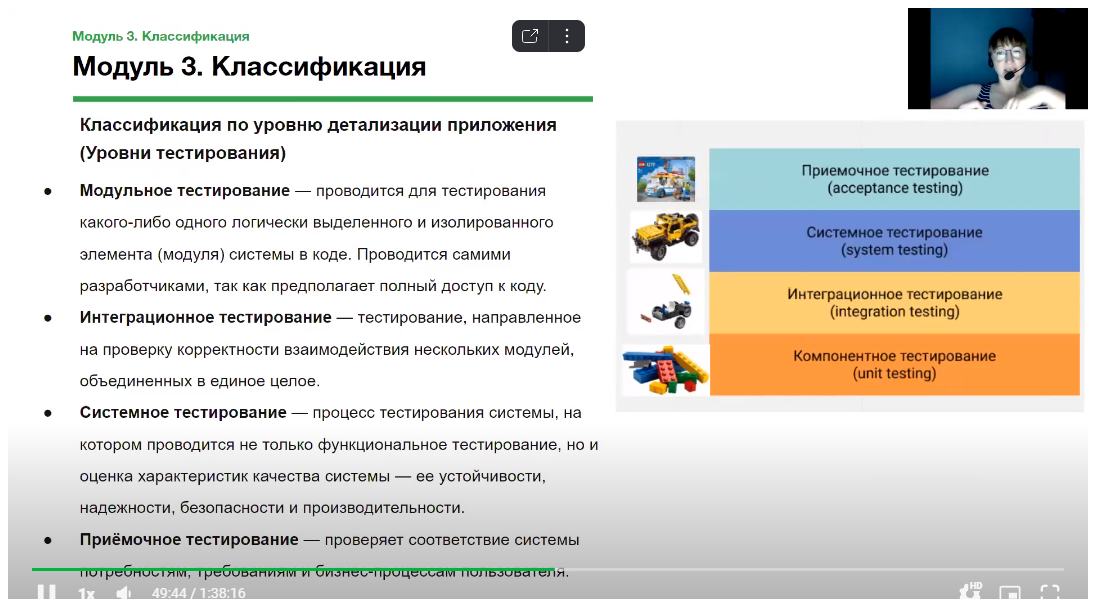 Модуль 3. Классификация
Модуль 3. Классификация
Классификация по уровню детализации приложения
(Уровни тестирования)
● Модульное тестирование — проводится для тестирования
какого-либо одного логически выделенного и изолированного
элемента (модуля) системы в коде. Проводится самими
разработчиками, так как предполагает полный доступ к коду.
● Интеграционное тестирование — тестирование, направленное
на проверку корректности взаимодействия нескольких модулей,
объединенных в единое целое.
● Системное тестирование — процесс тестирования системы, на
котором проводится не только функциональное тестирование, но и
оценка характеристик качества системы — ее устойчивости,
надежности, безопасности и производительности.
● Приёмочное тестирование — проверяет соответствие системы
потребностям, требованиям и бизнес-процессам пользователя.
Приемочное тестирование
(acceptance testing)
Системное тестирование
(system testing)
Интеграционное тестирование
(integration testing)
Компонентное тестирование
(unit testing)
1x
49:44 / 1:38:16
HD